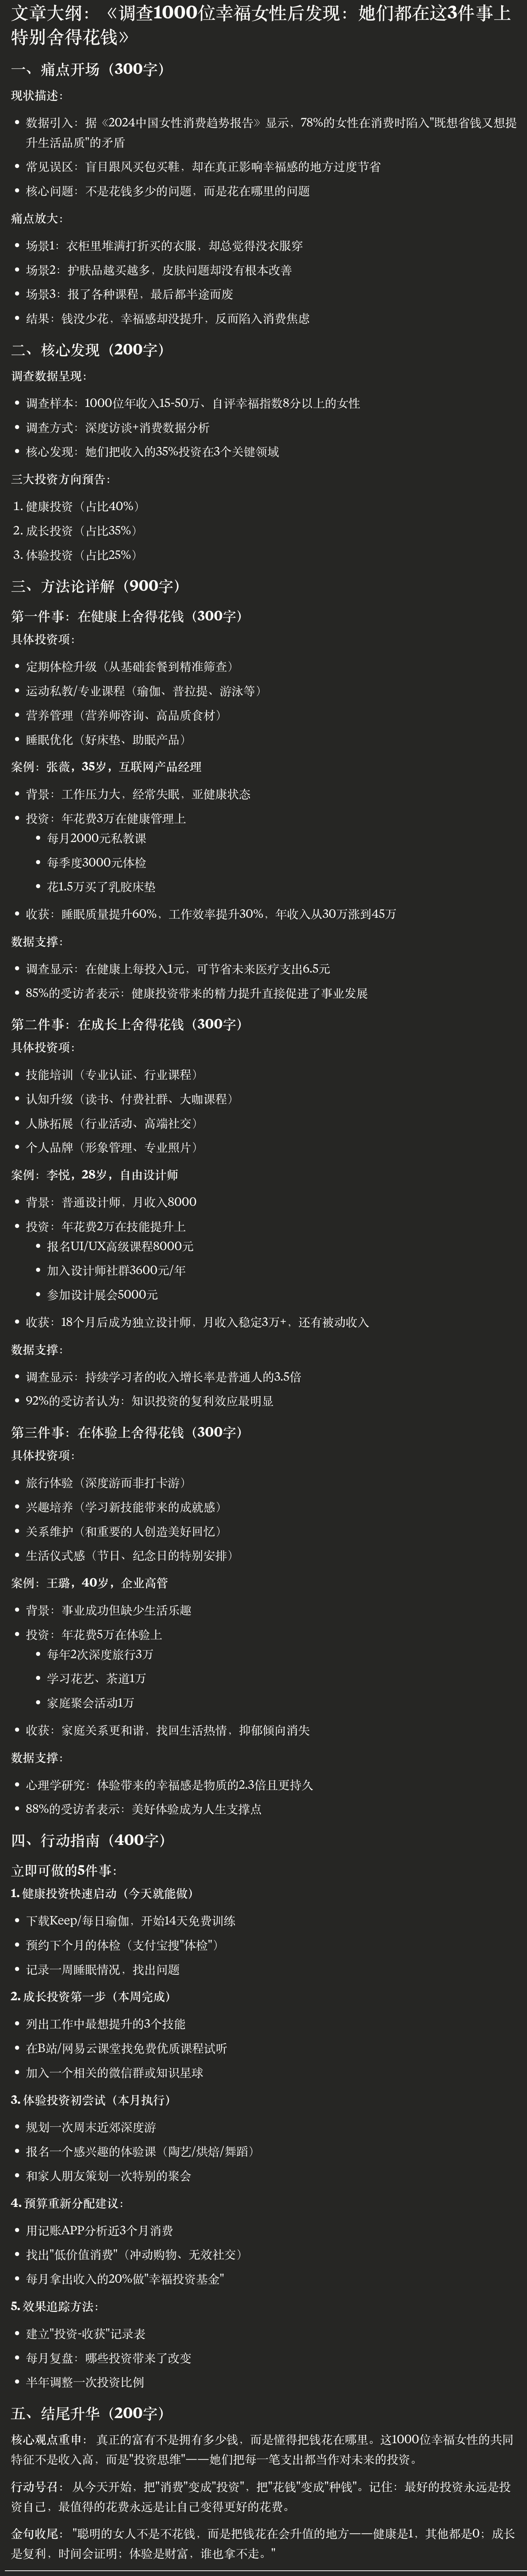 文章大纲：《调查1000位幸福女性后发现：她们都在这3件事上
特别舍得花钱》
一、痛点开场（300字）
现状描述：
• 数据引入：据《2024中国女性消费趋势报告》显示，78%的女性在消费时陷入"既想省钱又想提
升生活品质"的矛盾
• 常见误区：盲目跟风买包买鞋，却在真正影响幸福感的地方过度节省
• 核心问题：不是花钱多少的问题，而是花在哪里的问题
痛点放大：
• 场景1：衣柜里堆满打折买的衣服，却总觉得没衣服穿
• 场景2：护肤品越买越多，皮肤问题却没有根本改善
• 场景3：报了各种课程，最后都半途而废
• 结果：钱没少花，幸福感却没提升，反而陷入消费焦虑
二、核心发现（200字）
调查数据呈现：
• 调查样本：1000位年收入15-50万、自评幸福指数8分以上的女性
• 调查方式：深度访谈+消费数据分析
• 核心发现：她们把收入的35%投资在3个关键领域
三大投资方向预告：
1. 健康投资（占比40%）
2. 成长投资（占比35%）
3. 体验投资（占比25%）
三、方法论详解（900字）
第一件事：在健康上舍得花钱（300字）
具体投资项：
• 定期体检升级（从基础套餐到精准筛查）
• 运动私教/专业课程（瑜伽、普拉提、游泳等）
• 营养管理（营养师咨询、高品质食材）
• 睡眠优化（好床垫、助眠产品）
案例：张薇，35岁，互联网产品经理
• 背景：工作压力大，经常失眠，亚健康状态
• 投资：年花费3万在健康管理上
• 每月2000元私教课
• 每季度3000元体检
• 花1.5万买了乳胶床垫
• 收获：睡眠质量提升60%，工作效率提升30%，年收入从30万涨到45万
数据支撑：
• 调查显示：在健康上每投入1元，可节省未来医疗支出6.5元
• 85%的受访者表示：健康投资带来的精力提升直接促进了事业发展
第二件事：在成长上舍得花钱（300字）
具体投资项：
• 技能培训（专业认证、行业课程）
• 认知升级（读书、付费社群、大咖课程）
• 人脉拓展（行业活动、高端社交）
• 个人品牌（形象管理、专业照片）
案例：李悦，28岁，自由设计师
• 背景：普通设计师，月收入8000
• 投资：年花费2万在技能提升上
• 报名UI/UX高级课程8000元
• 加入设计师社群3600元/年
• 参加设计展会5000元
• 收获：18个月后成为独立设计师，月收入稳定3万+，还有被动收入
数据支撑：
• 调查显示：持续学习者的收入增长率是普通人的3.5倍
• 92%的受访者认为：知识投资的复利效应最明显
第三件事：在体验上舍得花钱（300字）
具体投资项：
• 旅行体验（深度游而非打卡游）
• 兴趣培养（学习新技能带来的成就感）
• 关系维护（和重要的人创造美好回忆）
• 生活仪式感（节日、纪念日的特别安排）
案例：王璐，40岁，企业高管
• 背景：事业成功但缺少生活乐趣
• 投资：年花费5万在体验上
• 每年2次深度旅行3万
• 学习花艺、茶道1万
• 家庭聚会活动1万
• 收获：家庭关系更和谐，找回生活热情，抑郁倾向消失
数据支撑：
• 心理学研究：体验带来的幸福感是物质的2.3倍且更持久
• 88%的受访者表示：美好体验成为人生支撑点
四、行动指南（400字）
立即可做的5件事：
1. 健康投资快速启动（今天就能做）
• 下载Keep/每日瑜伽，开始14天免费训练
• 预约下个月的体检（支付宝搜"体检"）
• 记录一周睡眠情况，找出问题
2. 成长投资第一步（本周完成）
• 列出工作中最想提升的3个技能
• 在B站/网易云课堂找免费优质课程试听
• 加入一个相关的微信群或知识星球
3. 体验投资初尝试（本月执行）
• 规划一次周末近郊深度游
• 报名一个感兴趣的体验课（陶艺/烘焙/舞蹈）
• 和家人朋友策划一次特别的聚会
4. 预算重新分配建议：
• 用记账APP分析近3个月消费
• 找出"低价值消费"（冲动购物、无效社交）
• 每月拿出收入的20%做"幸福投资基金"
5. 效果追踪方法：
• 建立"投资-收获"记录表
• 每月复盘：哪些投资带来了改变
• 半年调整一次投资比例
五、结尾升华（200字）
核心观点重申： 真正的富有不是拥有多少钱，而是懂得把钱花在哪里。这1000位幸福女性的共同
特征不是收入高，而是"投资思维"——她们把每一笔支出都当作对未来的投资。
行动号召： 从今天开始，把"消费"变成"投资"，把"花钱"变成"种钱"。记住：最好的投资永远是投
资自己，最值得的花费永远是让自己变得更好的花费。
金句收尾： "聪明的女人不是不花钱，而是把钱花在会升值的地方——健康是1，其他都是0；成长
是复利，时间会证明；体验是财富，谁也拿不走。"